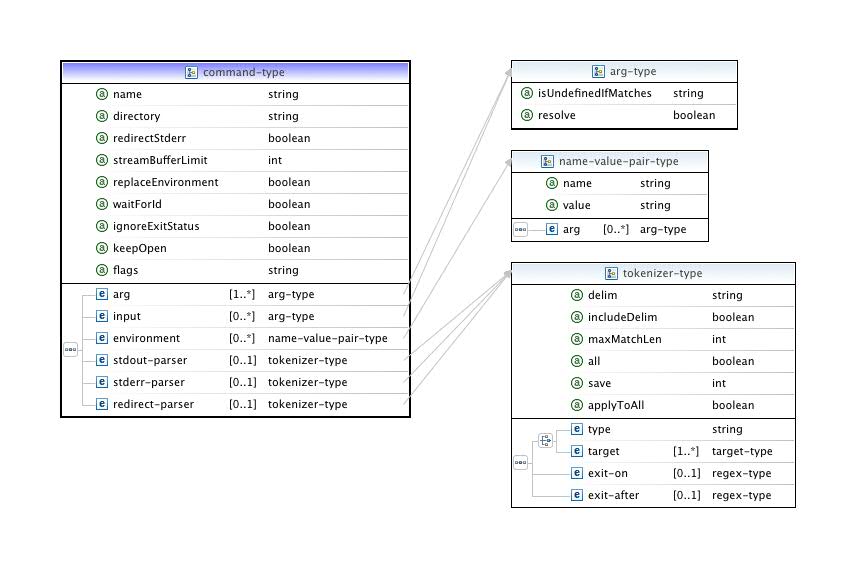 command-type
name string
directory string
redirectStderr boolean
streamBufferLimit int
replaceEnvironment boolean
waitForId boolean
ignoreExitStatus boolean
keepOpen boolean
flags string
arg [1..*] arg-type
input [0..*] arg-type
environment [0..*] name-value-pair-type
stdout-parser [0..1] tokenizer-type
stderr-parser [0..1] tokenizer-type
redirect-parser [0..1] tokenizer-type
arg-type
isUndefinedIfMatches string
resolve boolean
name-value-pair-type
name string
value string
arg [0..*] arg-type
tokenizer-type
delim string
includeDelim boolean
maxMatchLen int
all boolean
save int
applyToAll boolean
type string
target [1..*] target-type
exit-on [0..1] regex-type
exit-after [0..1] regex-type